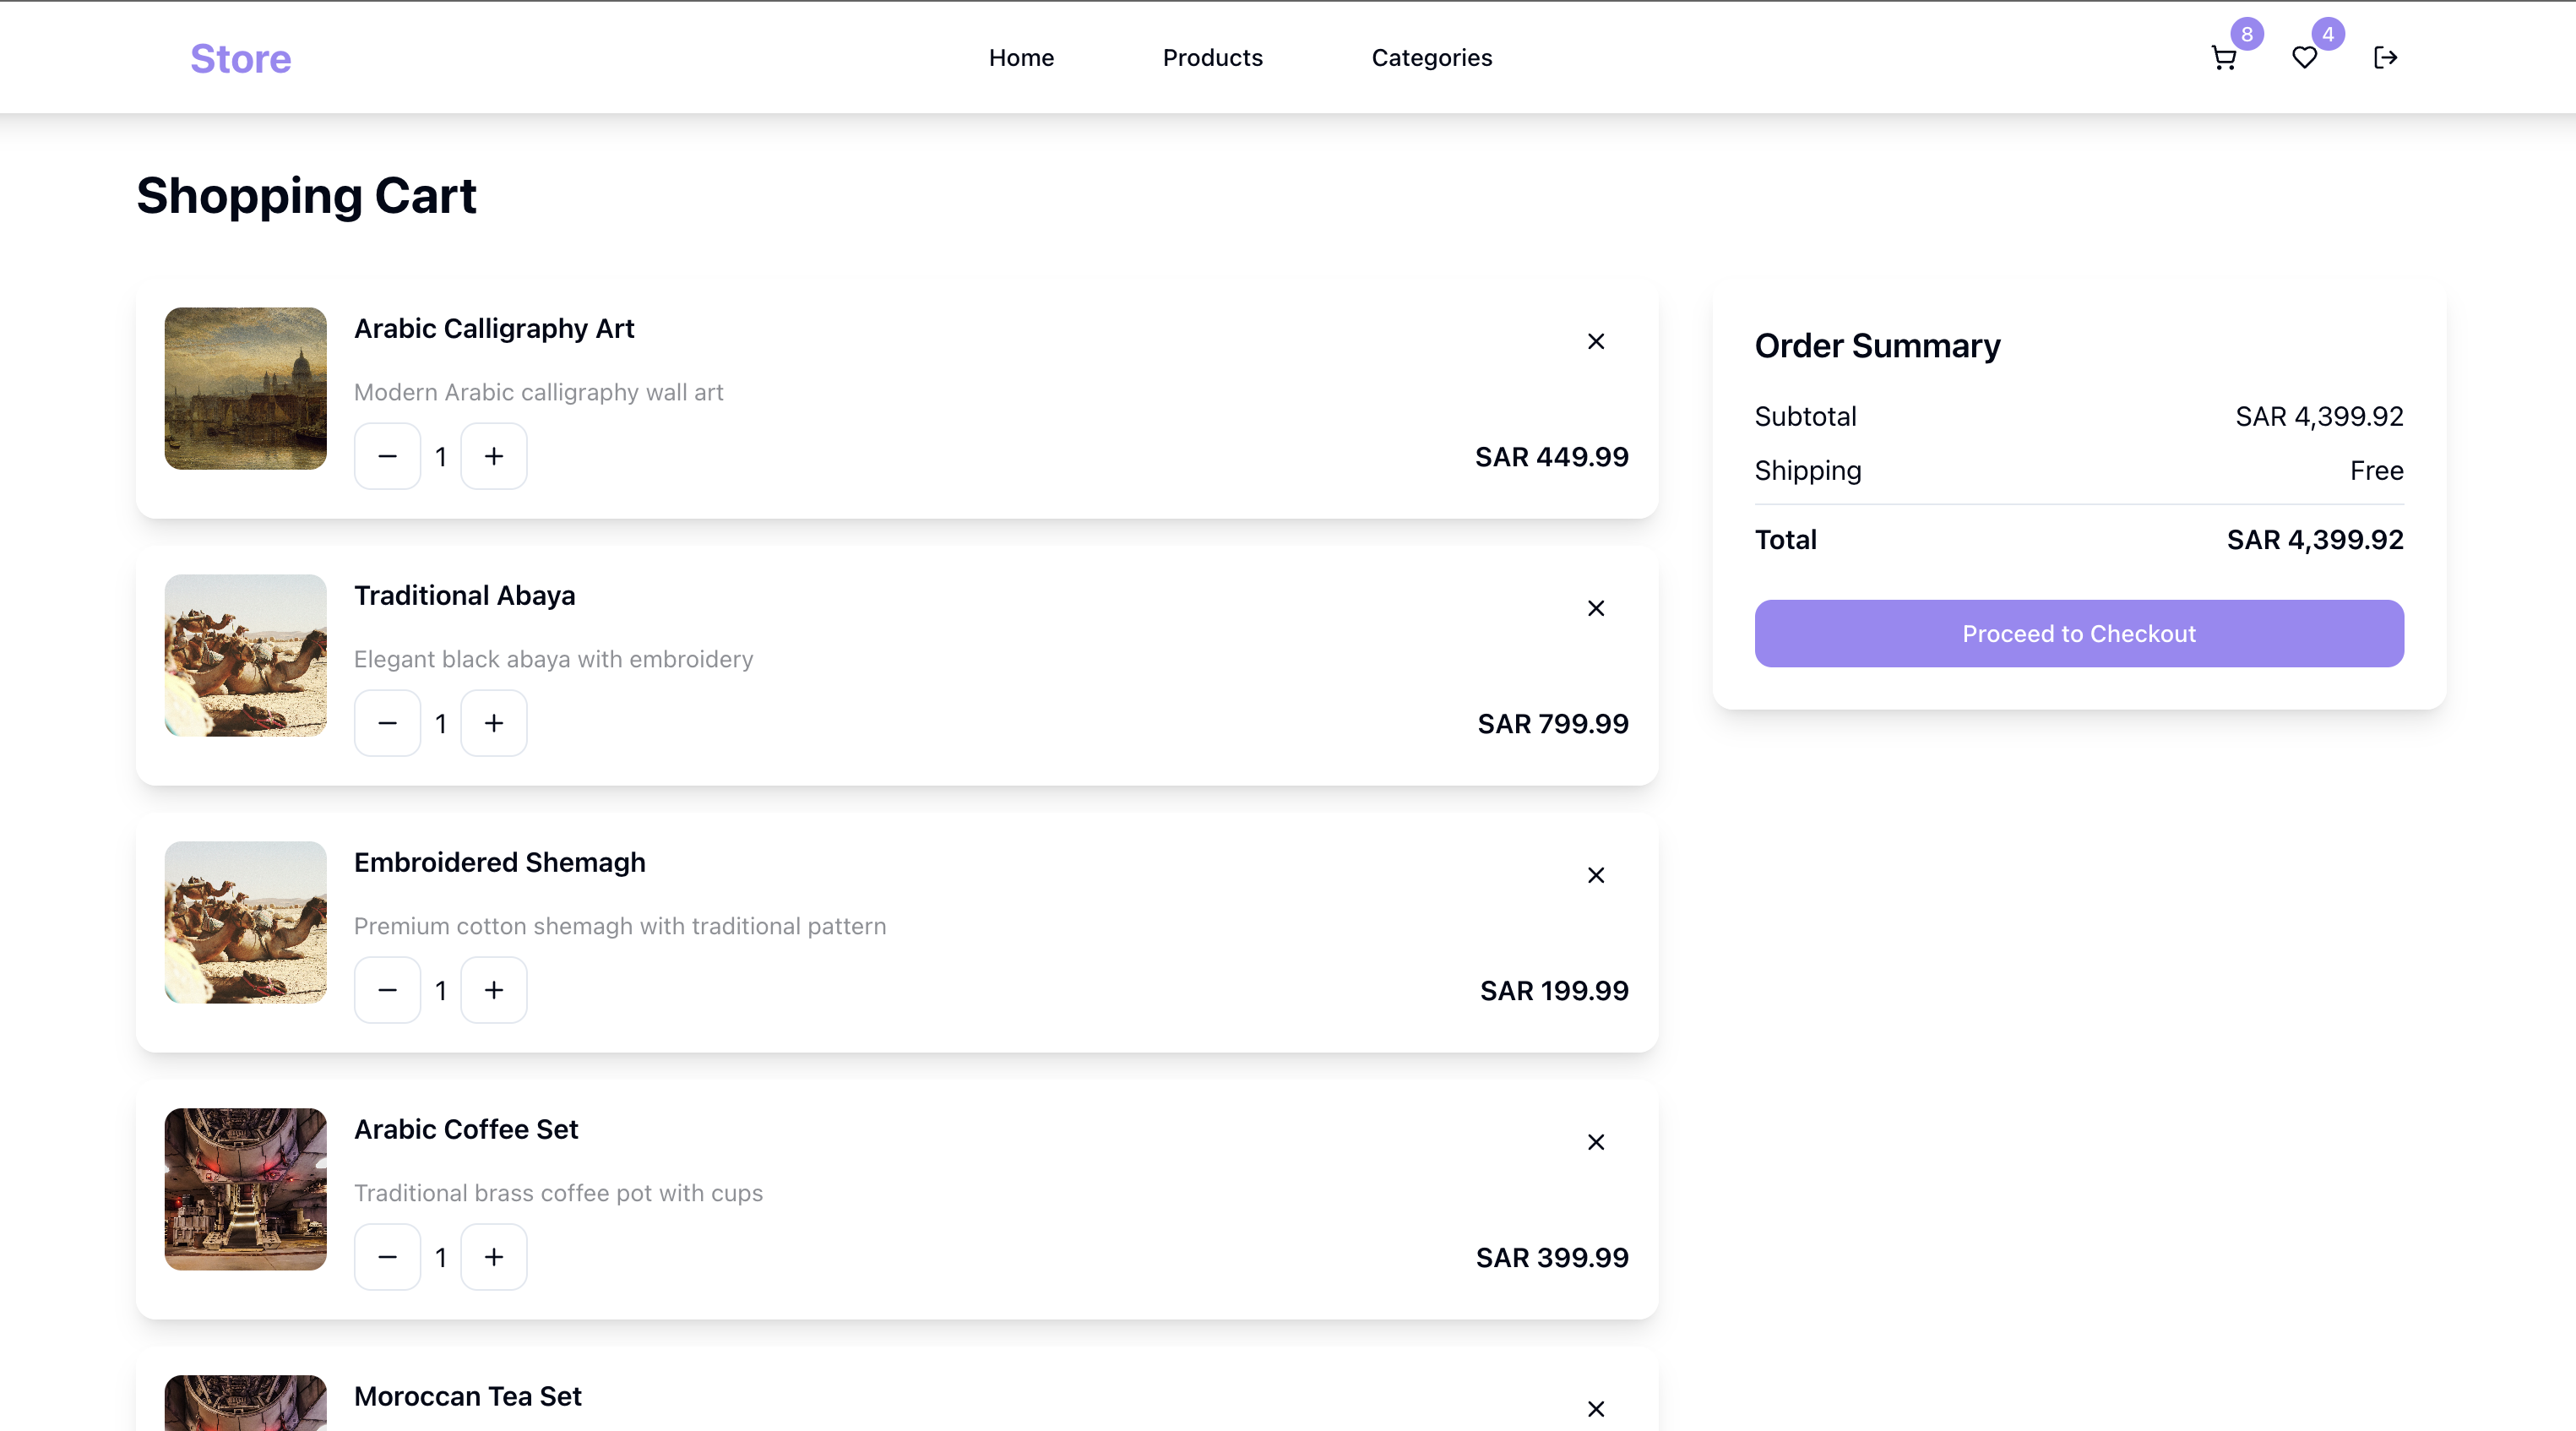 Store
Home
Products
Categories
8
4
Shopping Cart
Arabic Calligraphy Art
Modern Arabic calligraphy wall art
1
SAR 449.99
Traditional Abaya
Elegant black abaya with embroidery
1
SAR 799.99
Embroidered Shemagh
Premium cotton shemagh with traditional pattern
1
SAR 199.99
Arabic Coffee Set
Traditional brass coffee pot with cups
1
SAR 399.99
Moroccan Tea Set
Order Summary
Subtotal SAR 4,399.92
Shipping Free
Total SAR 4,399.92
Proceed to Checkout